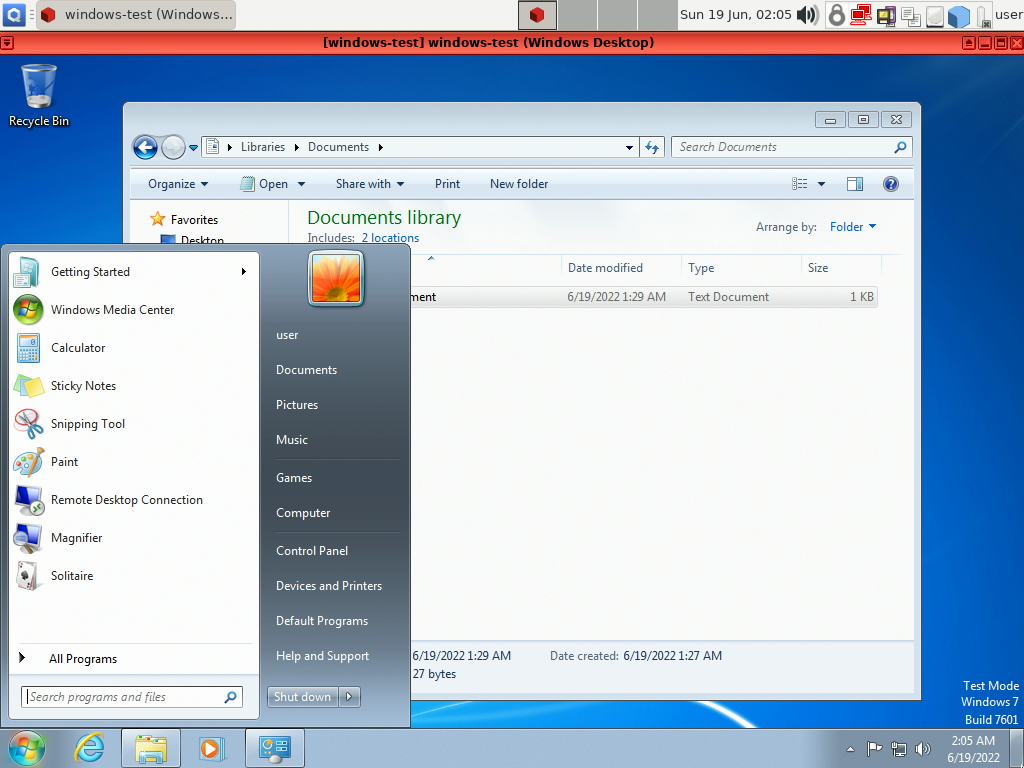 windows-test (Windows...
Sun 19 Jun, 02:05
user
[windows-test] windows-test (Windows Desktop)
Recycle Bin
Libraries
Documents
Search Documents
Organize
Open
Share with
Print
New folder
Favorites
Desktop
Documents library
Includes: 2 locations
Arrange by: Folder
Date modified
Type
Size
ment
6/19/2022 1:29 AM
Text Document
1 KB
Getting Started
Windows Media Center
Calculator
Sticky Notes
Snipping Tool
Paint
Remote Desktop Connection
Magnifier
Solitaire
All Programs
Search programs and files
user
Documents
Pictures
Music
Games
Computer
Control Panel
Devices and Printers
Default Programs
Help and Support
Shut down
6/19/2022 1:29 AM
Date created: 6/19/2022 1:27 AM
27 bytes
Test Mode
Windows 7
Build 7601
2:05 AM
6/19/2022